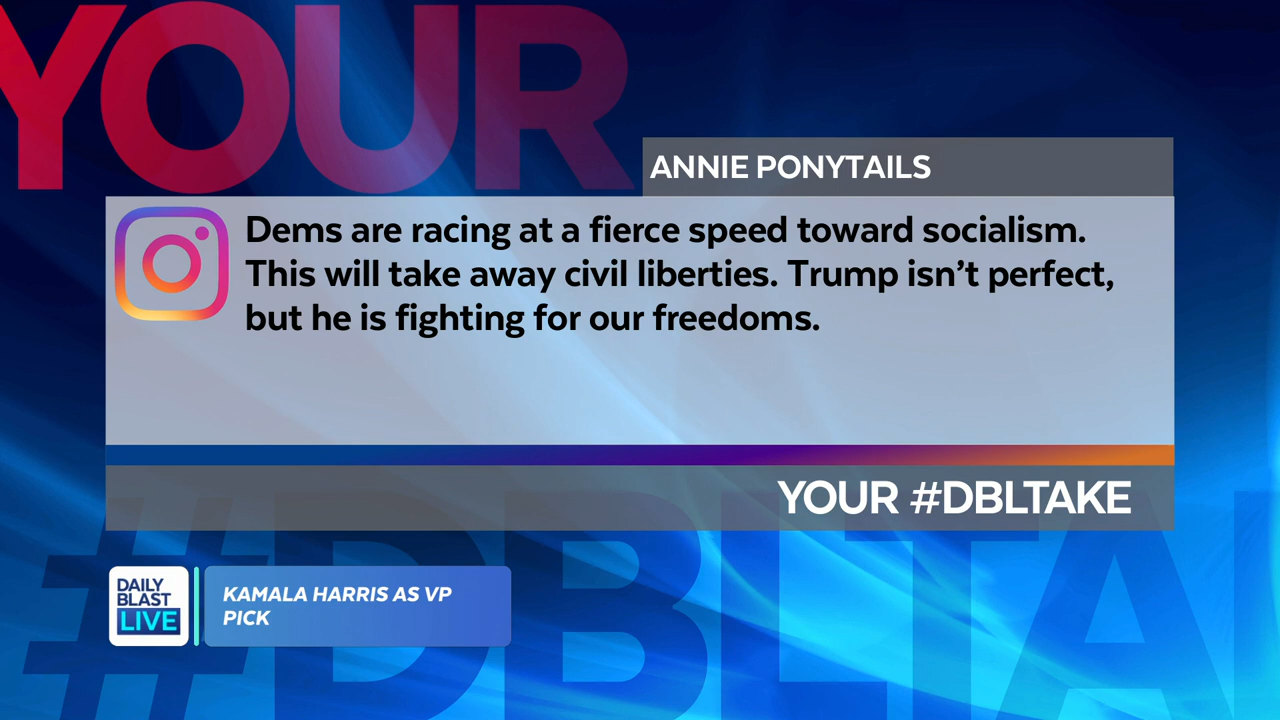 YOUR
ANNIE PONYTAILS
Dems are racing at a fierce speed toward socialism.
This will take away civil liberties. Trump isn't perfect,
but he is fighting for our freedoms.
YOUR #DBLTAKE
#DBLTA
DAILY
BLAST
LIVE
KAMALA HARRIS AS VP
PICK